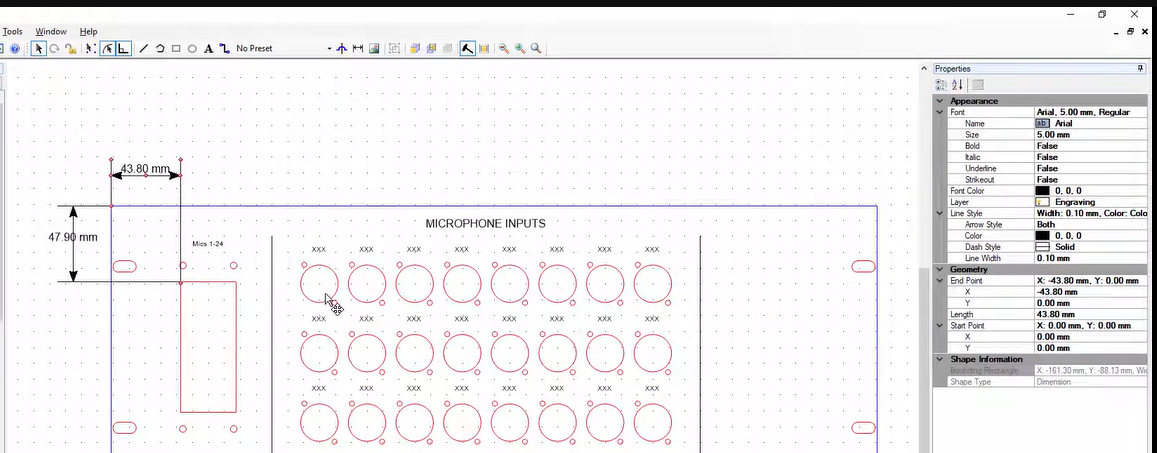 Tools Window Help
No Preset
Properties
Appearance
Font Arial, 5.00 mm, Regular
Name ab Arial
Size 5.00 mm
Bold False
Italic False
Underline False
Strikeout False
Font Color 0, 0, 0
Layer Engraving
Line Style Width: 0.10 mm, Color: Colo
Arrow Style Both
Color 0, 0, 0
Dash Style Solid
Line Width 0.10 mm
Geometry
End Point X: -43.80 mm, Y: 0.00 mm
X -43.80 mm
Y 0.00 mm
Length 43.80 mm
Start Point X: 0.00 mm, Y: 0.00 mm
X 0.00 mm
Y 0.00 mm
Shape Information
Bounding Rectangle X: -161.30 mm, Y: -88.13 mm, Wi
Shape Type Dimension
43.80 mm
47.90 mm
MICROPHONE INPUTS
Mics 1-24
XXX XXX XXX XXX XXX XXX XXX XXX
XXX XXX XXX XXX XXX XXX XXX XXX
XXX XXX XXX XXX XXX XXX XXX XXX